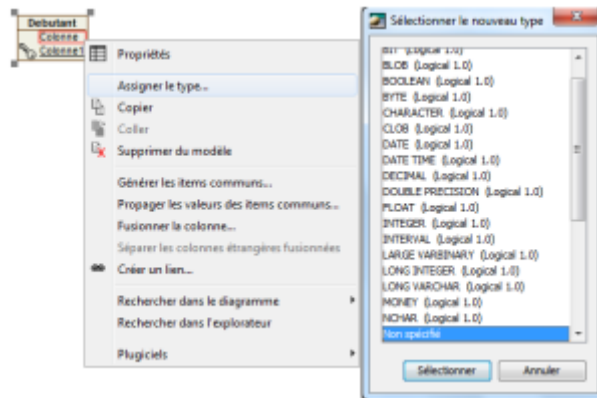 Debutant
Colonne
Colonne1
Propriétés
Assigner le type...
Copier
Coller
Supprimer du modèle
Générer les items communs...
Propager les valeurs des items communs...
Fusionner la colonne...
Séparer les colonnes étrangères fusionnées
Créer un lien...
Rechercher dans le diagramme
Rechercher dans l'explorateur
Plugiciels
Sélectionner le nouveau type
BIT (Logical 1.0)
BLOB (Logical 1.0)
BOOLEAN (Logical 1.0)
BYTE (Logical 1.0)
CHARACTER (Logical 1.0)
CLOB (Logical 1.0)
DATE (Logical 1.0)
DATE TIME (Logical 1.0)
DECIMAL (Logical 1.0)
DOUBLE PRECISION (Logical 1.0)
FLOAT (Logical 1.0)
INTEGER (Logical 1.0)
INTERVAL (Logical 1.0)
LARGE VARBINARY (Logical 1.0)
LONG INTEGER (Logical 1.0)
LONG VARCHAR (Logical 1.0)
MONEY (Logical 1.0)
NCHAR (Logical 1.0)
Non spécifié
Sélectionner
Annuler